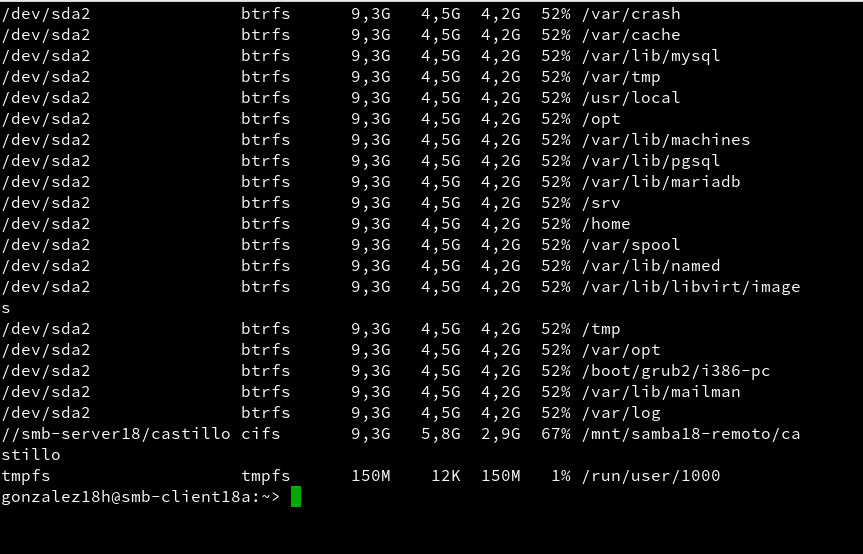 /dev/sda2 btrfs 9,3G 4,5G 4,2G 52% /var/crash
/dev/sda2 btrfs 9,3G 4,5G 4,2G 52% /var/cache
/dev/sda2 btrfs 9,3G 4,5G 4,2G 52% /var/lib/mysql
/dev/sda2 btrfs 9,3G 4,5G 4,2G 52% /var/tmp
/dev/sda2 btrfs 9,3G 4,5G 4,2G 52% /usr/local
/dev/sda2 btrfs 9,3G 4,5G 4,2G 52% /opt
/dev/sda2 btrfs 9,3G 4,5G 4,2G 52% /var/lib/machines
/dev/sda2 btrfs 9,3G 4,5G 4,2G 52% /var/lib/pgsql
/dev/sda2 btrfs 9,3G 4,5G 4,2G 52% /var/lib/mariadb
/dev/sda2 btrfs 9,3G 4,5G 4,2G 52% /srv
/dev/sda2 btrfs 9,3G 4,5G 4,2G 52% /home
/dev/sda2 btrfs 9,3G 4,5G 4,2G 52% /var/spool
/dev/sda2 btrfs 9,3G 4,5G 4,2G 52% /var/lib/named
/dev/sda2 btrfs 9,3G 4,5G 4,2G 52% /var/lib/libvirt/image
s
/dev/sda2 btrfs 9,3G 4,5G 4,2G 52% /tmp
/dev/sda2 btrfs 9,3G 4,5G 4,2G 52% /var/opt
/dev/sda2 btrfs 9,3G 4,5G 4,2G 52% /boot/grub2/i386-pc
/dev/sda2 btrfs 9,3G 4,5G 4,2G 52% /var/lib/mailman
/dev/sda2 btrfs 9,3G 4,5G 4,2G 52% /var/log
//smb-server18/castillo cifs 9,3G 5,8G 2,9G 67% /mnt/samba18-remoto/ca
stillo
tmpfs tmpfs 150M 12K 150M 1% /run/user/1000
gonzalez18h@smb-client18a:~>